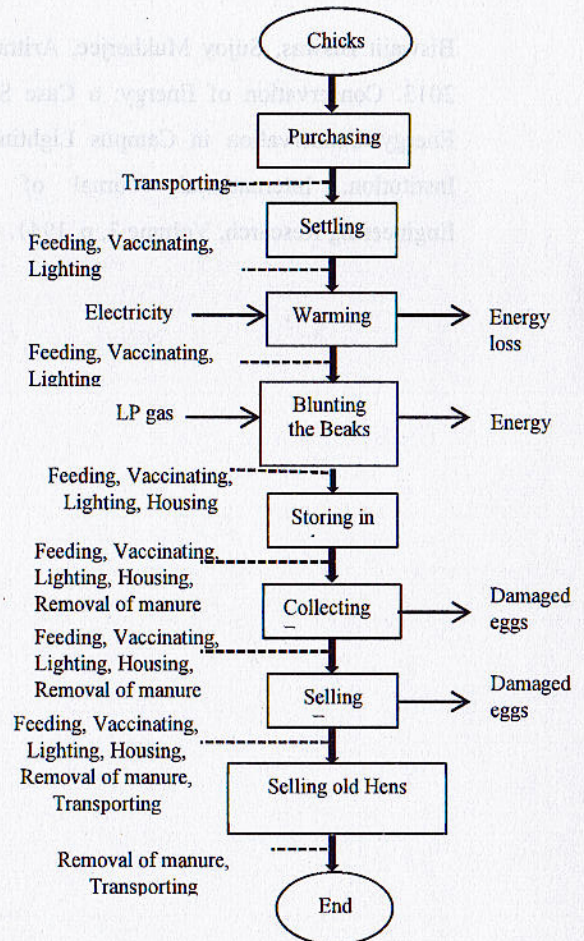 Chicks
Purchasing
Transporting
Settling
Feeding, Vaccinating,
Lighting
Electricity
Warming
Energy
loss
Feeding, Vaccinating,
Lighting
LP gas
Blunting
the Beaks
Energy
Feeding, Vaccinating,
Lighting, Housing
Storing in
Feeding, Vaccinating,
Lighting, Housing,
Removal of manure
Collecting
Damaged
eggs
Feeding, Vaccinating,
Lighting, Housing,
Removal of manure
Selling
Damaged
eggs
Feeding, Vaccinating,
Lighting, Housing,
Removal of manure,
Transporting
Selling old Hens
Removal of manure,
Transporting
End